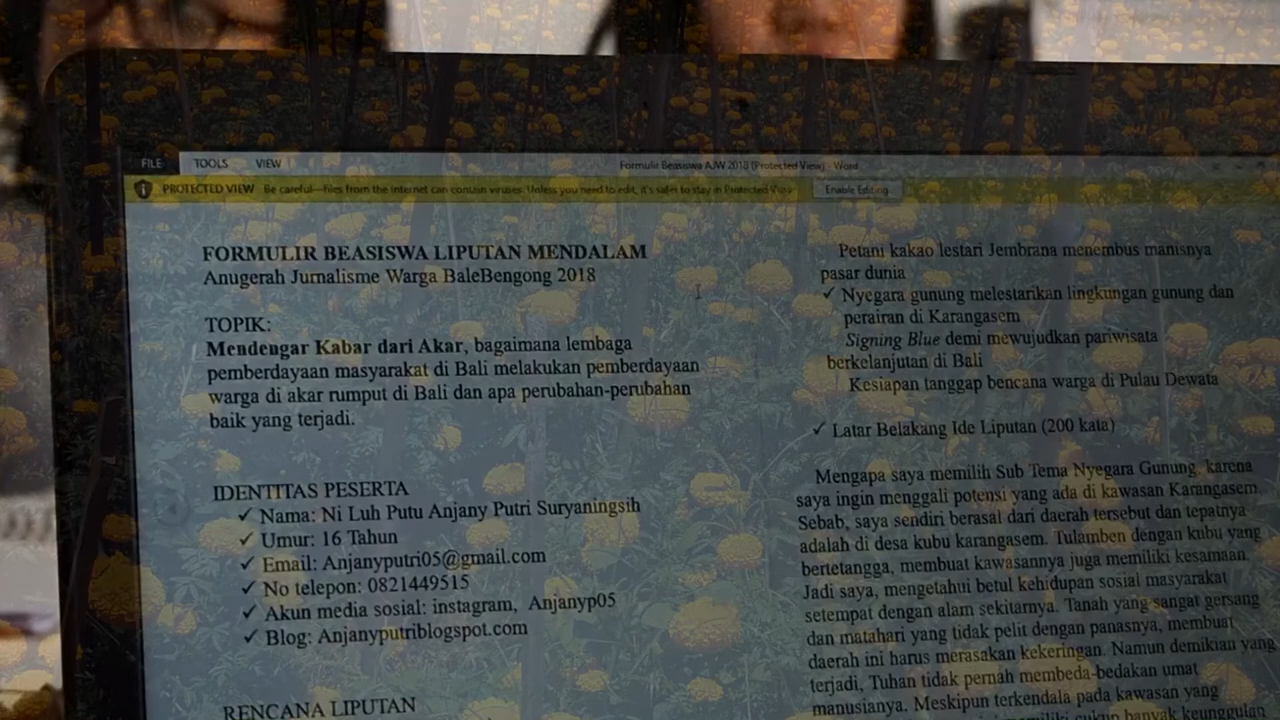 FILE TOOLS VIEW
Formulir Beasiswa AJW 2018 (Protected View) - Word
PROTECTED VIEW Be careful—files from the Internet can contain viruses. Unless you need to edit, it's safer to stay in Protected View.
Enable Editing
FORMULIR BEASISWA LIPUTAN MENDALAM
Anugerah Jurnalisme Warga BaleBengong 2018
TOPIK:
Mendengar Kabar dari Akar, bagaimana lembaga
pemberdayaan masyarakat di Bali melakukan pemberdayaan
warga di akar rumput di Bali dan apa perubahan-perubahan
baik yang terjadi.
IDENTITAS PESERTA
✓ Nama: Ni Luh Putu Anjany Putri Suryaningsih
✓ Umur: 16 Tahun
✓ Email: Anjanyputri05@gmail.com
✓ No telepon: 0821449515
✓ Akun media sosial: instagram, Anjanyp05
✓ Blog: Anjanyputriblogspot.com
RENCANA LIPUTAN
Petani kakao lestari Jembrana menembus manisnya
pasar dunia
✓ Nyegara gunung melestarikan lingkungan gunung dan
perairan di Karangasem
Signing Blue demi mewujudkan pariwisata
berkelanjutan di Bali
Kesiapan tanggap bencana warga di Pulau Dewata
✓ Latar Belakang Ide Liputan (200 kata)
Mengapa saya memilih Sub Tema Nyegara Gunung, karena
saya ingin menggali potensi yang ada di kawasan Karangasem.
Sebab, saya sendiri berasal dari daerah tersebut dan tepatnya
adalah di desa kubu karangasem. Tulamben dengan kubu yang
bertetangga, membuat kawasannya juga memiliki kesamaan.
Jadi saya, mengetahui betul kehidupan sosial masyarakat
setempat dengan alam sekitarnya. Tanah yang sangat gersang
dan matahari yang tidak pelit dengan panasnya, membuat
daerah ini harus merasakan kekeringan. Namun demikian yang
terjadi, Tuhan tidak pernah membeda-bedakan umat
manusianya. Meskipun terkendala pada kawasan yang
memiliki cukup banyak keunggulan